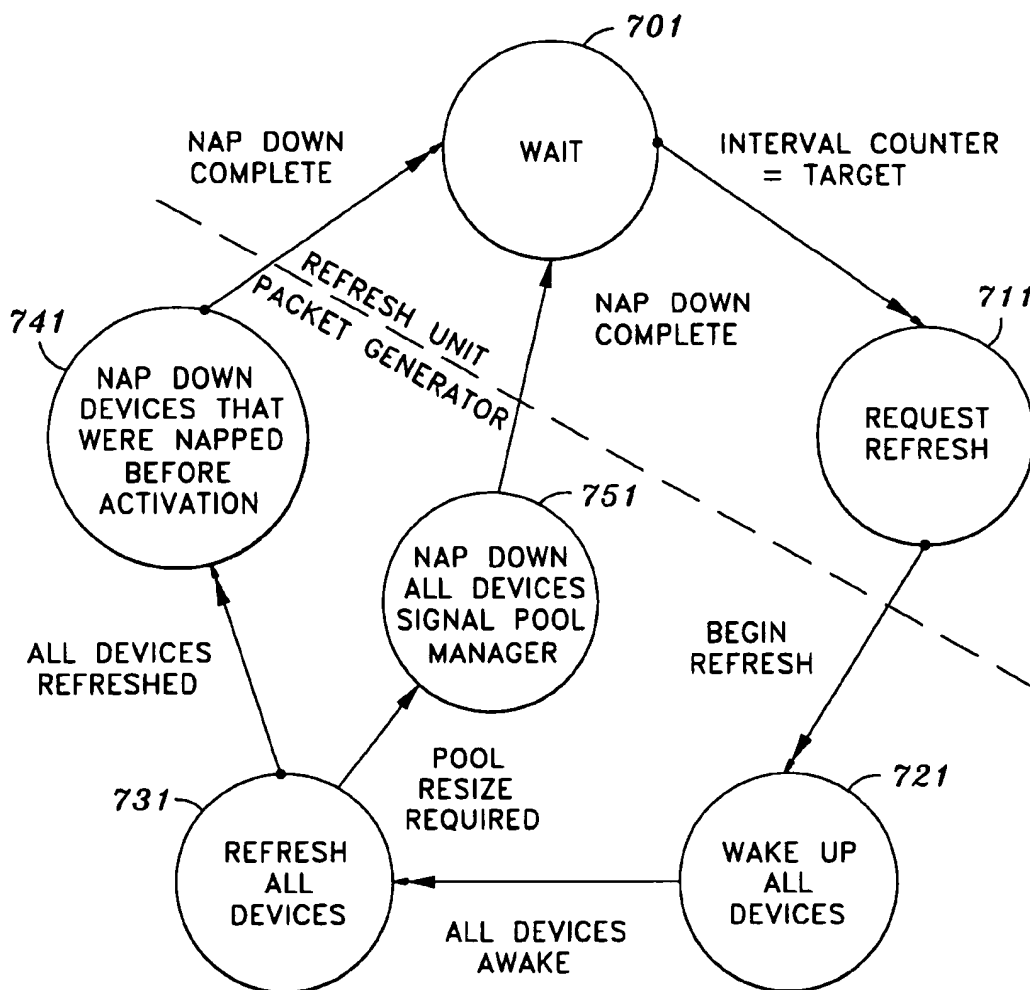 701
WAIT
NAP DOWN
COMPLETE
INTERVAL COUNTER
= TARGET
REFRESH UNIT
PACKET GENERATOR
NAP DOWN
COMPLETE
711
REQUEST
REFRESH
741
NAP DOWN
DEVICES THAT
WERE NAPPED
BEFORE
ACTIVATION
751
NAP DOWN
ALL DEVICES
SIGNAL POOL
MANAGER
BEGIN
REFRESH
ALL DEVICES
REFRESHED
POOL
RESIZE
REQUIRED
721
WAKE UP
ALL
DEVICES
731
REFRESH
ALL
DEVICES
ALL DEVICES
AWAKE